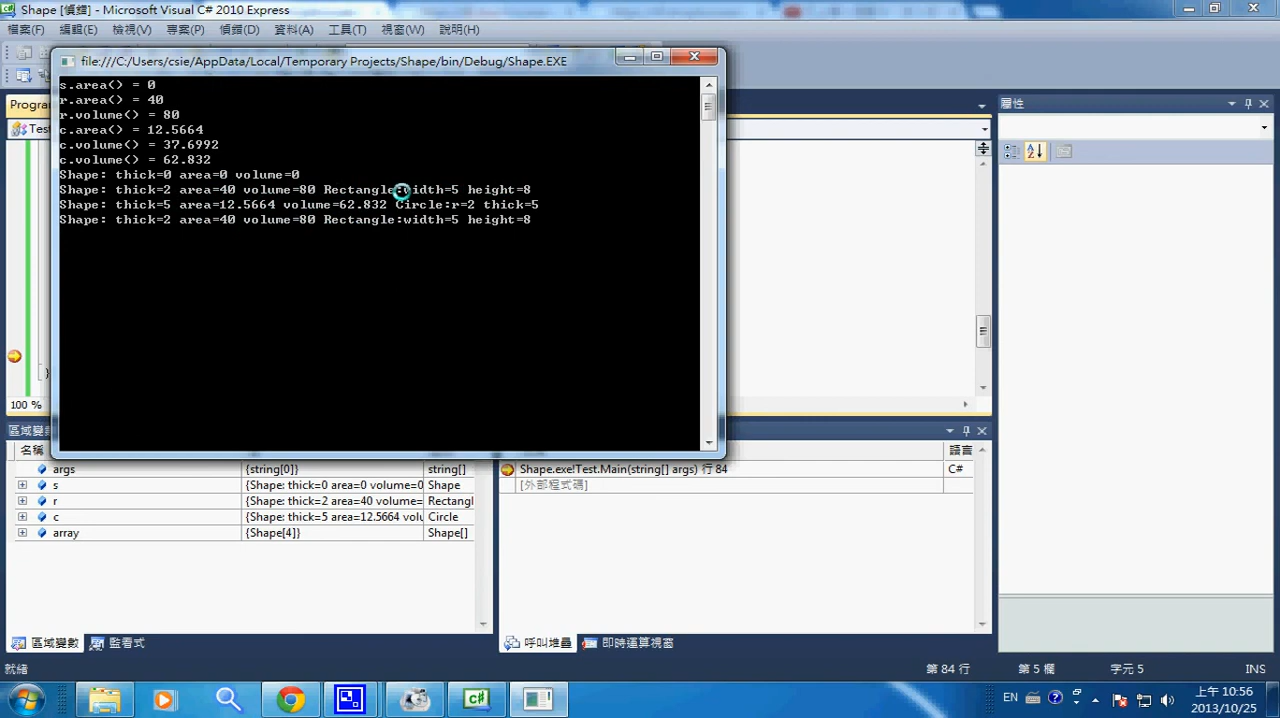 Shape [偵錯] - Microsoft Visual C# 2010 Express
檔案(F) 編輯(E) 檢視(V) 專案(P) 偵錯(D) 資料(A) 工具(T) 視窗(W) 說明(H)
file:///C:/Users/csie/AppData/Local/Temporary Projects/Shape/bin/Debug/Shape.EXE
s.area() = 0
r.area() = 40
r.volume() = 80
c.area() = 12.5664
c.volume() = 37.6992
c.volume() = 62.832
Shape: thick=0 area=0 volume=0
Shape: thick=2 area=40 volume=80 Rectangle:width=5 height=8
Shape: thick=5 area=12.5664 volume=62.832 Circle:r=2 thick=5
Shape: thick=2 area=40 volume=80 Rectangle:width=5 height=8
Progra
Tes
屬性
}
100 %
區域變
名稱
args {string[0]} string[]
s {Shape: thick=0 area=0 volume=0 Shape
r {Shape: thick=2 area=40 volume= Rectangl
c {Shape: thick=5 area=12.5664 volu Circle
array {Shape[4]} Shape[]
語言
Shape.exe!Test.Main(string[] args) 行 84 C#
[外部程式碼]
區域變數 監看式
呼叫堆疊 即時運算視窗
就緒 第 84 行 第 5 欄 字元 5 INS
EN
上午 10:56
2013/10/25